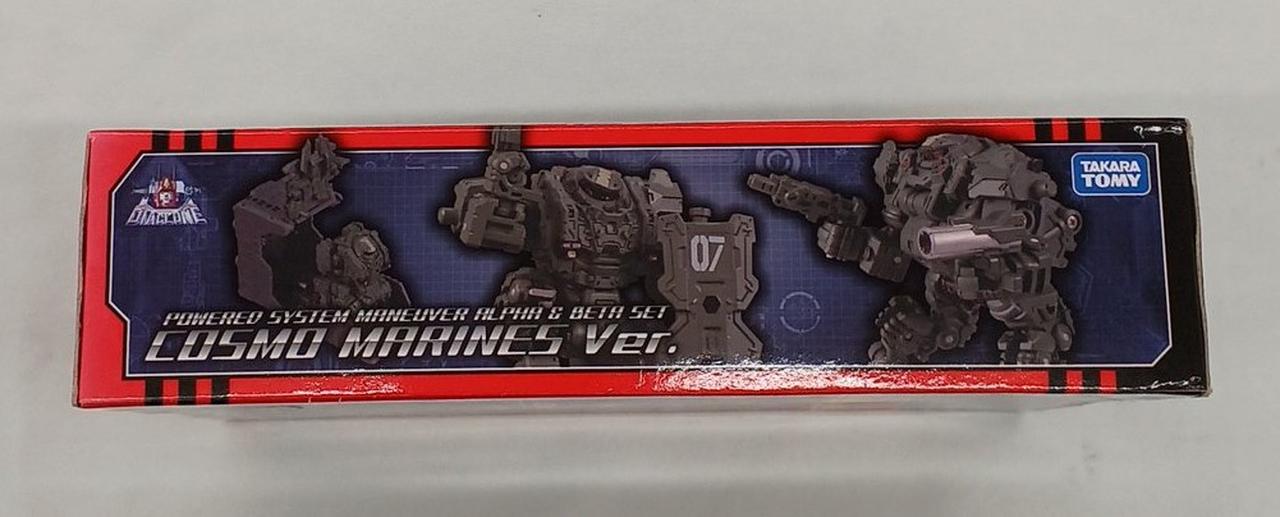 DIACLONE
TAKARA
TOMY
07
POWERED SYSTEM MANEUVER ALPHA & BETA SET
COSMO MARINES Ver.